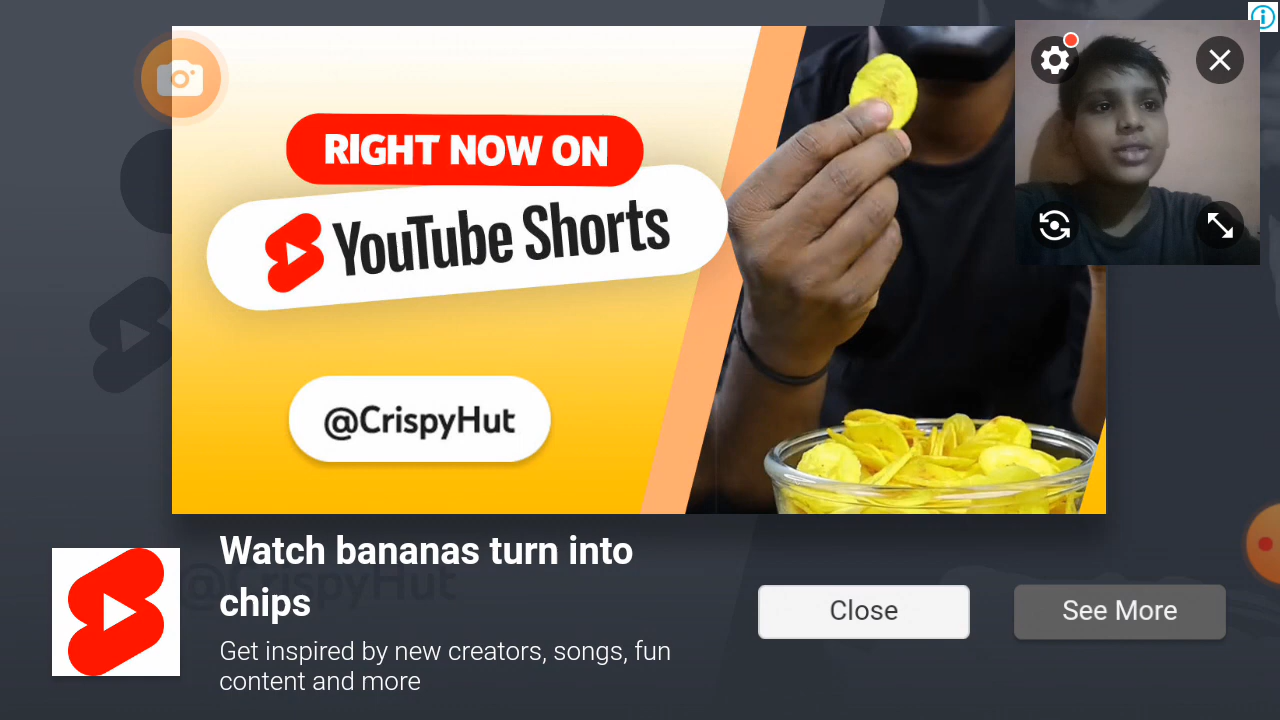 RIGHT NOW ON
YouTube Shorts
@CrispyHut
Watch bananas turn into
chips
Get inspired by new creators, songs, fun
content and more
Close
See More
@CrispyHut